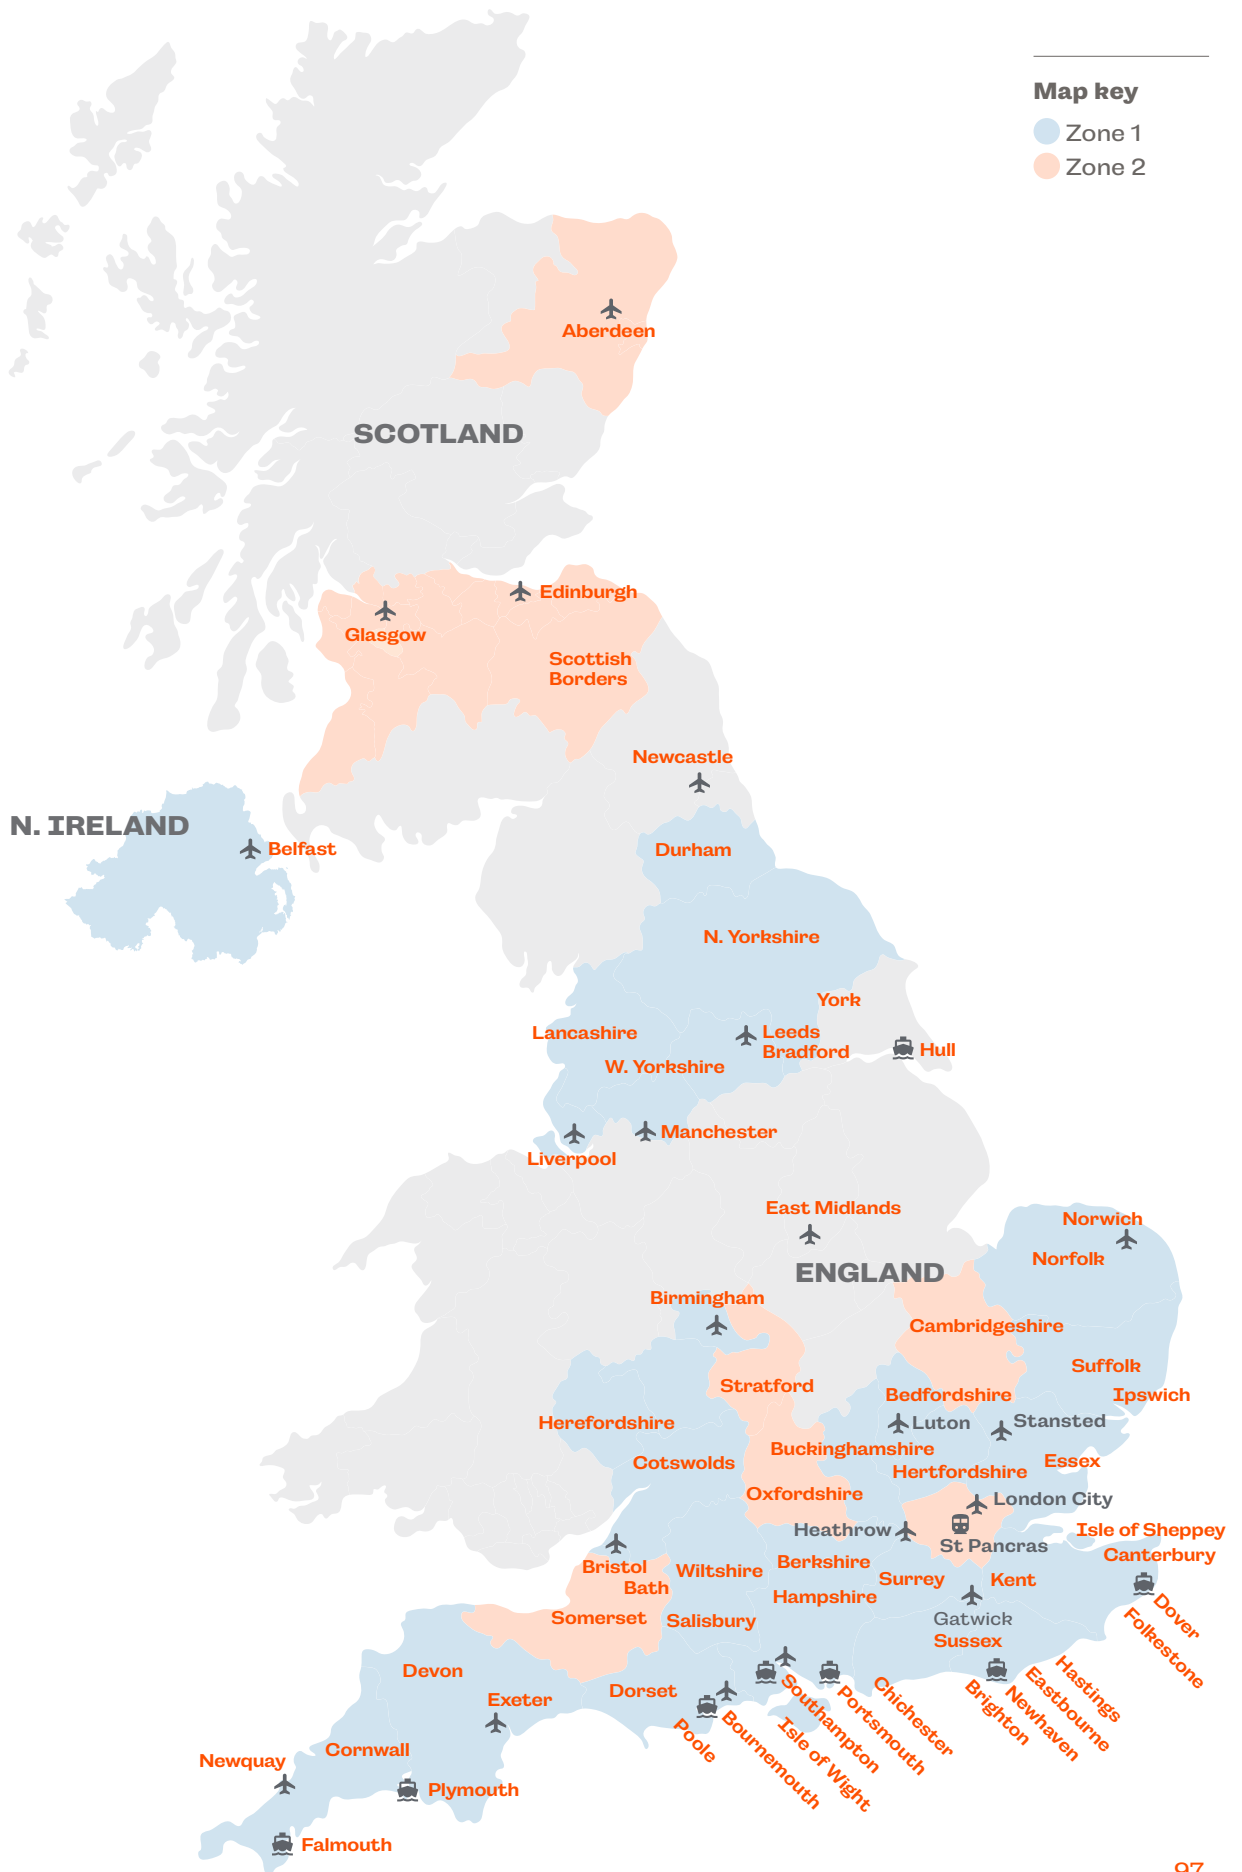 Map key
Zone 1
Zone 2
Aberdeen
SCOTLAND
Edinburgh
Glasgow
Scottish
Borders
Newcastle
N. IRELAND
Belfast
Durham
N. Yorkshire
York
Lancashire
Leeds
Bradford
Hull
W. Yorkshire
Manchester
Liverpool
East Midlands
Norwich
Norfolk
ENGLAND
Birmingham
Cambridgeshire
Suffolk
Stratford
Bedfordshire
Ipswich
Herefordshire
Luton
Stansted
Buckinghamshire
Cotswolds
Essex
Hertfordshire
Oxfordshire
London City
Heathrow
Isle of Sheppey
St Pancras
Canterbury
Bristol
Berkshire
Wiltshire
Bath
Surrey
Kent
Hampshire
Somerset
Salisbury
Gatwick
Sussex
Dover
Folkestone
Hastings
Eastbourne
Newhaven
Brighton
Chichester
Portsmouth
Southampton
Isle of Wight
Bournemouth
Poole
Devon
Dorset
Exeter
Cornwall
Newquay
Plymouth
Falmouth
97